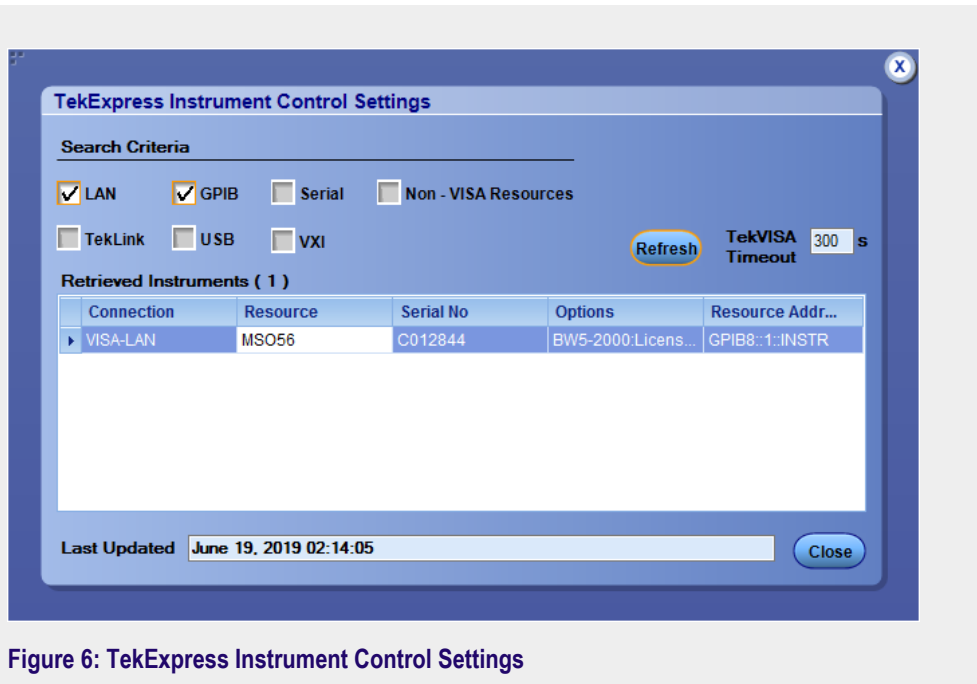 X
TekExpress Instrument Control Settings
Search Criteria
LAN GPIB Serial Non - VISA Resources
TekLink USB VXI
Refresh TekVISA Timeout 300 s
Retrieved Instruments ( 1 )
Connection Resource Serial No Options Resource Addr...
VISA-LAN MSO56 C012844 BW5-2000:Licens... GPIB8::1::INSTR
Last Updated June 19, 2019 02:14:05 Close
Figure 6: TekExpress Instrument Control Settings